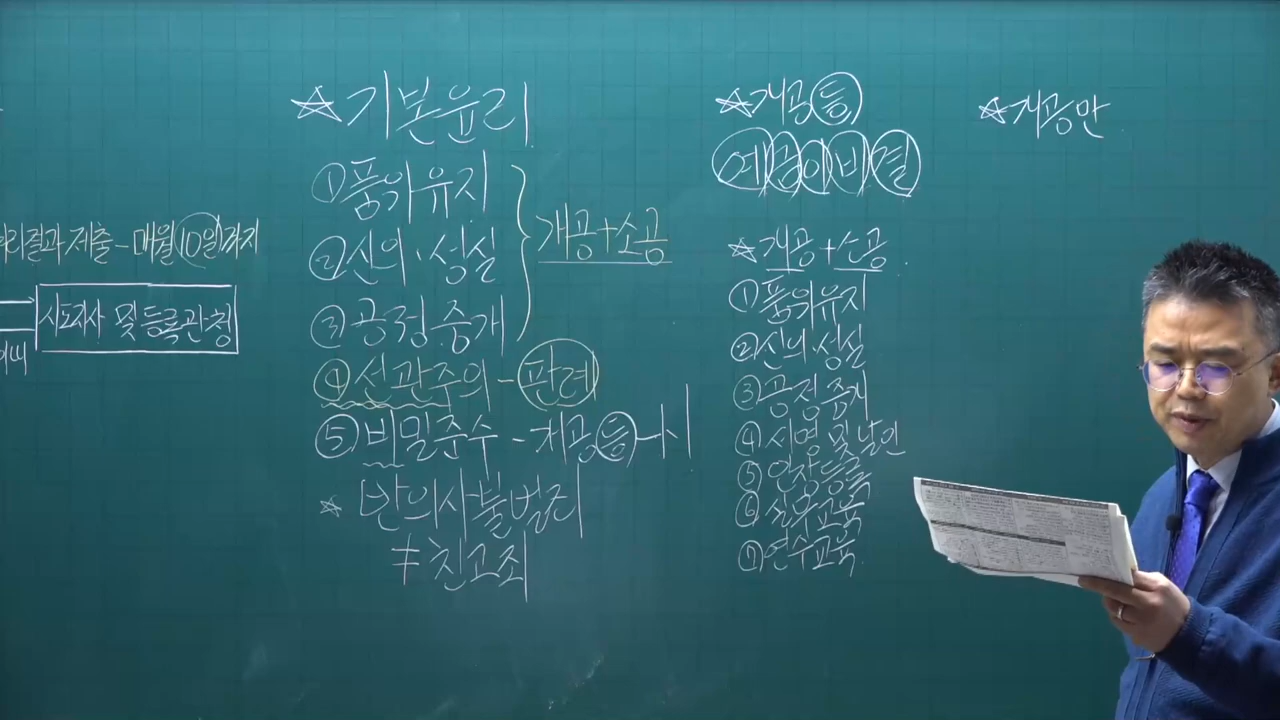 처리결과 제출 - 매월 10일까지
시도지사 및 등록관청
☆ 기본윤리
① 품위유지
② 신의·성실
③ 공정중개
개공+소공
④ 선관주의 - 판례
⑤ 비밀준수 - 개공등
☆ 반의사불벌죄
≠ 친고죄
☆ 개공등
예금이비결
☆ 개공+소공
① 품위유지
② 신의·성실
③ 공정중개
④ 서명 및 날인
⑤ 인장등록
⑥ 실무교육
⑦ 연수교육
☆ 개공만